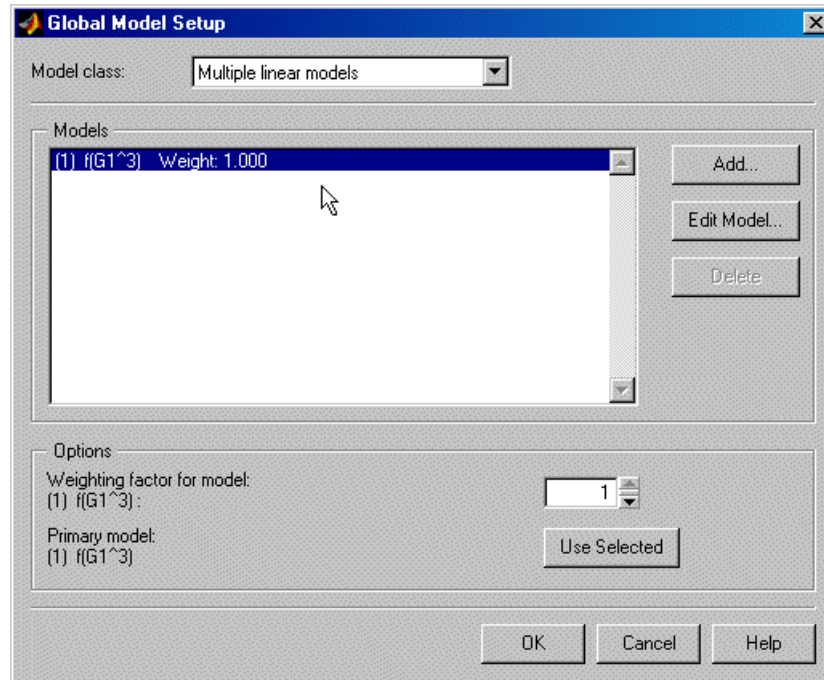 Global Model Setup
Model class:
Multiple linear models
Models
(1) f(G1^3) Weight: 1.000
Add...
Edit Model...
Delete
Options
Weighting factor for model:
(1) f(G1^3) :
1
Primary model:
(1) f(G1^3)
Use Selected
OK
Cancel
Help